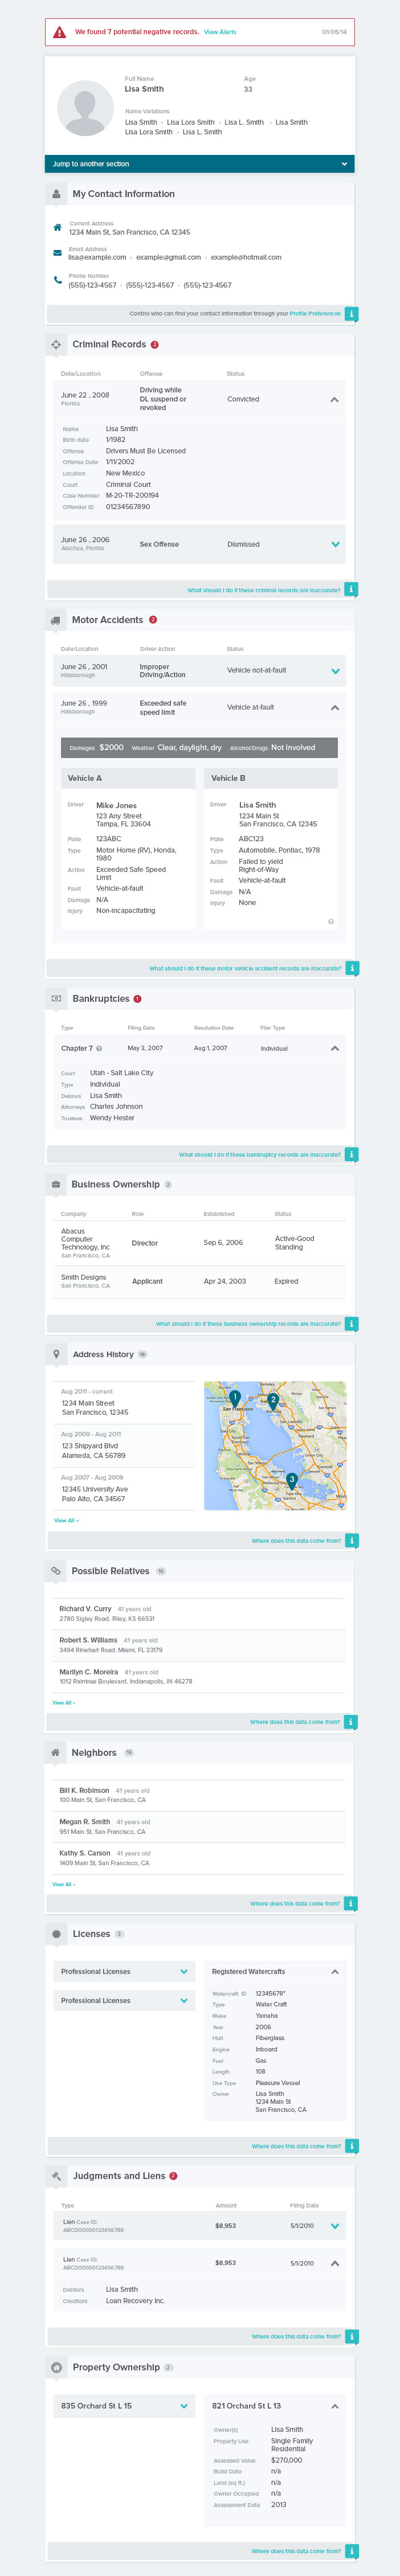 We found 7 potential negative records. View Alerts 01/06/14
Full Name Age
Lisa Smith 33
Name Variations
Lisa Smith • Lisa Lora Smith • Lisa L. Smith • Lisa Smith
Lisa Lora Smith • Lisa L. Smith
Jump to another section
My Contact Information
Current Address
1234 Main St, San Francisco, CA 12345
Email Address
lisa@example.com • example@gmail.com • example@hotmail.com
Phone Number
(555)-123-4567 • (555)-123-4567 • (555)-123-4567
Control who can find your contact information through your Profile Preferences i
Criminal Records 2
Date/Location Offense Status
June 22 , 2008 Driving while DL suspend or revoked Convicted
Florida
Name Lisa Smith
Birth date 1/1982
Offense Drivers Must Be Licensed
Offense Date 1/11/2002
Location New Mexico
Court Criminal Court
Case Number M-20-TR-200194
Offender ID 01234567890
June 26 , 2006 Sex Offense Dismissed
Alachua, Florida
What should I do if these criminal records are inaccurate? i
Motor Accidents 2
Date/Location Driver Action Status
June 26 , 2001 Improper Driving/Action Vehicle not-at-fault
Hillsborough
June 26 , 1999 Exceeded safe speed limit Vehicle at-fault
Hillsborough
Damages $2000 Weather Clear, daylight, dry Alcohol/Drugs Not Involved
Vehicle A
Driver Mike Jones
123 Any Street
Tampa, FL 33604
Plate 123ABC
Type Motor Home (RV), Honda,
1980
Action Exceeded Safe Speed
Limit
Fault Vehicle-at-fault
Damage N/A
Injury Non-incapacitating
Vehicle B
Driver Lisa Smith
1234 Main St
San Francisco, CA 12345
Plate ABC123
Type Automobile, Pontiac, 1978
Action Failed to yield
Right-of-Way
Fault Vehicle-at-fault
Damage N/A
Injury None
What should I do if these motor vehicle accident records are inaccurate? i
Bankruptcies 1
Type Filing Date Resolution Date Filer Type
Chapter 7 ? May 3, 2007 Aug 1, 2007 Individual
Court Utah - Salt Lake City
Type Individual
Debtors Lisa Smith
Attorneys Charles Johnson
Trustees Wendy Hester
What should I do if these bankruptcy records are inaccurate? i
Business Ownership 2
Company Role Established Status
Abacus Computer Technology, Inc Director Sep 6, 2006 Active-Good Standing
San Francisco, CA
Smith Designs Applicant Apr 24, 2003 Expired
San Francisco, CA
What should I do if these business ownership records are inaccurate? i
Address History 16
Aug 2011 - current
1234 Main Street
San Francisco, 12345
Aug 2009 - Aug 2011
123 Shipyard Blvd
Alameda, CA 56789
Aug 2007 - Aug 2009
12345 University Ave
Palo Alto, CA 34567
View All
1
2
3
San Francisco
Where does this data come from? i
Possible Relatives 16
Richard V. Curry 41 years old
2780 Sigley Road. Riley, KS 66531
Robert S. Williams 41 years old
3494 Rinehart Road. Miami, FL 33179
Marilyn C. Moreira 41 years old
1012 Raintree Boulevard. Indianapolis, IN 46278
View All
Where does this data come from? i
Neighbors 16
Bill K. Robinson 41 years old
100 Main St, San Francisco, CA
Megan R. Smith 41 years old
951 Main St, San Francisco, CA
Kathy S. Carson 41 years old
1409 Main St, San Francisco, CA
View All
Where does this data come from? i
Licenses 3
Professional Licenses
Professional Licenses
Registered Watercrafts
Watercraft ID 12345678"
Type Water Craft
Make Yamaha
Year 2006
Hull Fiberglass
Engine Inboard
Fuel Gas
Length 108
Use Type Pleasure Vessel
Owner Lisa Smith
1234 Main St
San Francisco, CA
Where does this data come from? i
Judgments and Liens 2
Type Amount Filing Date
Lien Case ID: $8,953 5/1/2010
ABCD00000123456789
Lien Case ID: $8,953 5/1/2010
ABCD00000123456789
Debtors Lisa Smith
Creditors Loan Recovery Inc.
Where does this data come from? i
Property Ownership 2
835 Orchard St L 15
821 Orchard St L 13
Owner(s) Lisa Smith
Property Use Single Family
Residential
Assessed Value $270,000
Build Date n/a
Land (sq ft.) n/a
Owner Occupied n/a
Assessment Date 2013
Where does this data come from? i